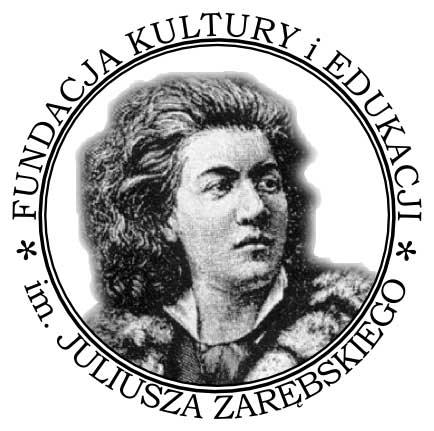 FUNDACJA KULTURY i EDUKACJI
* im. JULIUSZA ZARĘBSKIEGO *